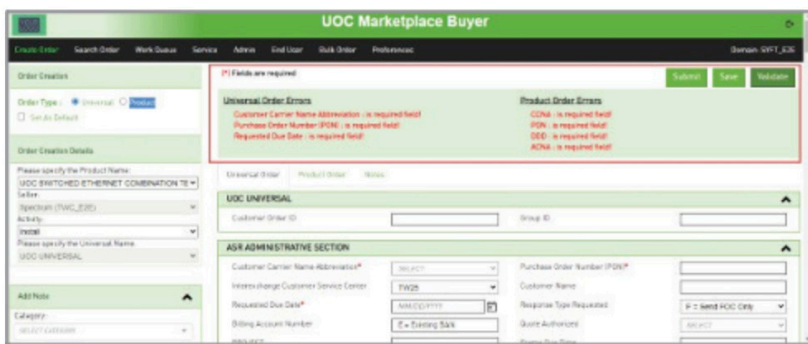 UOC Marketplace Buyer
Create Order Search Order Work Queue Service Admin End User Bulk Order Preferences Domain: SYFT_E2E
Order Creation
Order Type : Universal Product
Set As Default
Order Creation Details
Please specify the Product Name:
UOC SWITCHED ETHERNET COMBINATION TE
Seller:
Spectrum (TWC_E2E)
Activity:
Install
Please specify the Universal Name:
UOC UNIVERSAL
Add Note
Category:
SELECT CATEGORY
(*) Fields are required
Submit Save Validate
Universal Order Errors
Customer Carrier Name Abbreviation : is required field!
Purchase Order Number (PON) : is required field!
Requested Due Date : is required field!
Product Order Errors
CCNA : is required field!
PON : is required field!
DDD : is required field!
ACNA : is required field!
Universal Order Product Order Notes
UOC UNIVERSAL
Customer Order ID Group ID
ASR ADMINISTRATIVE SECTION
Customer Carrier Name Abbreviation* SELECT Purchase Order Number (PON)*
Interexchange Customer Service Center TW25 Customer Name
Requested Due Date* MM/DD/YYYY Response Type Requested F = Send FOC Only
Billing Account Number E = Existing BAN Quote Authorized SELECT
PROJECT